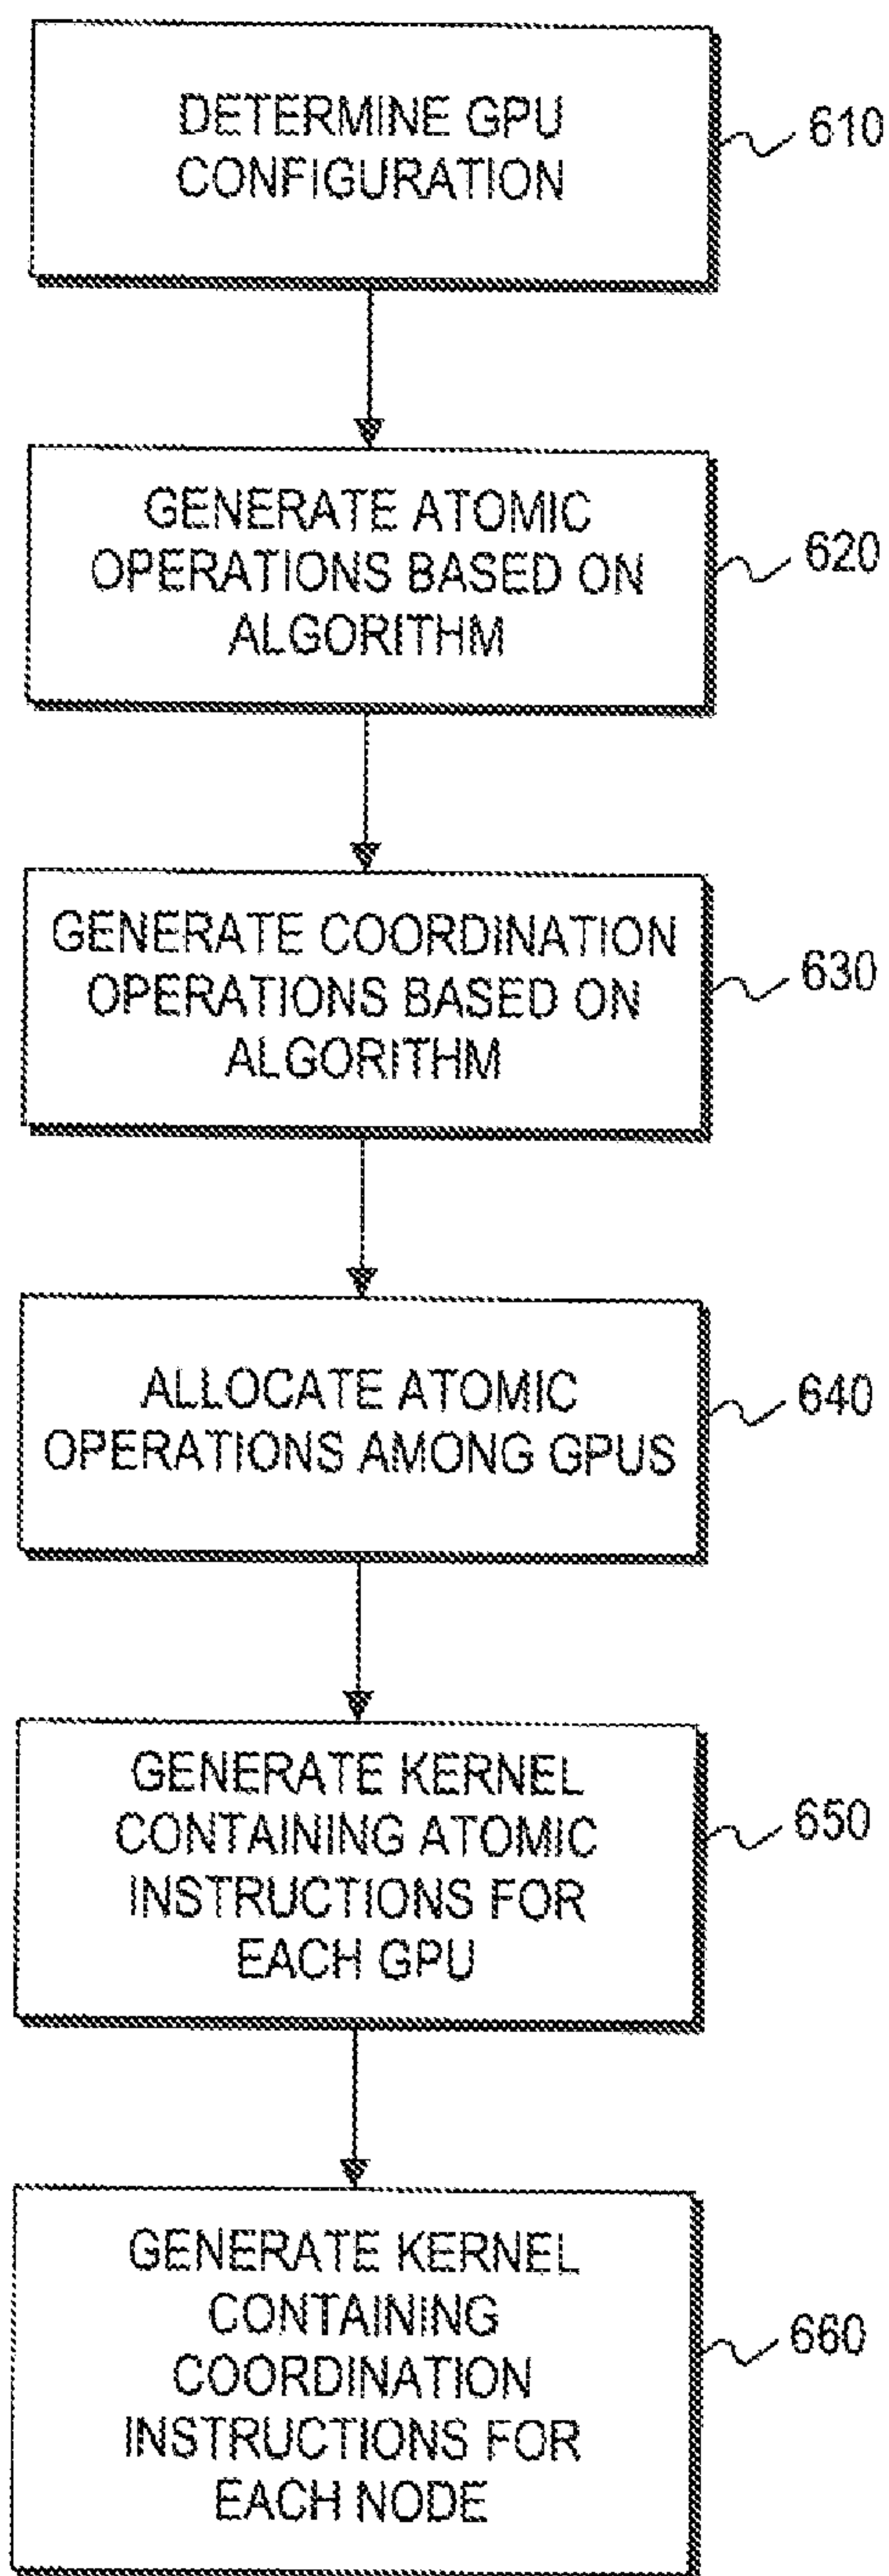 DETERMINE GPU
CONFIGURATION
610
GENERATE ATOMIC
OPERATIONS BASED ON
ALGORITHM
620
GENERATE COORDINATION
OPERATIONS BASED ON
ALGORITHM
630
ALLOCATE ATOMIC
OPERATIONS AMONG GPUS
640
GENERATE KERNEL
CONTAINING ATOMIC
INSTRUCTIONS FOR
EACH GPU
650
GENERATE KERNEL
CONTAINING
COORDINATION
INSTRUCTIONS FOR
EACH NODE
660